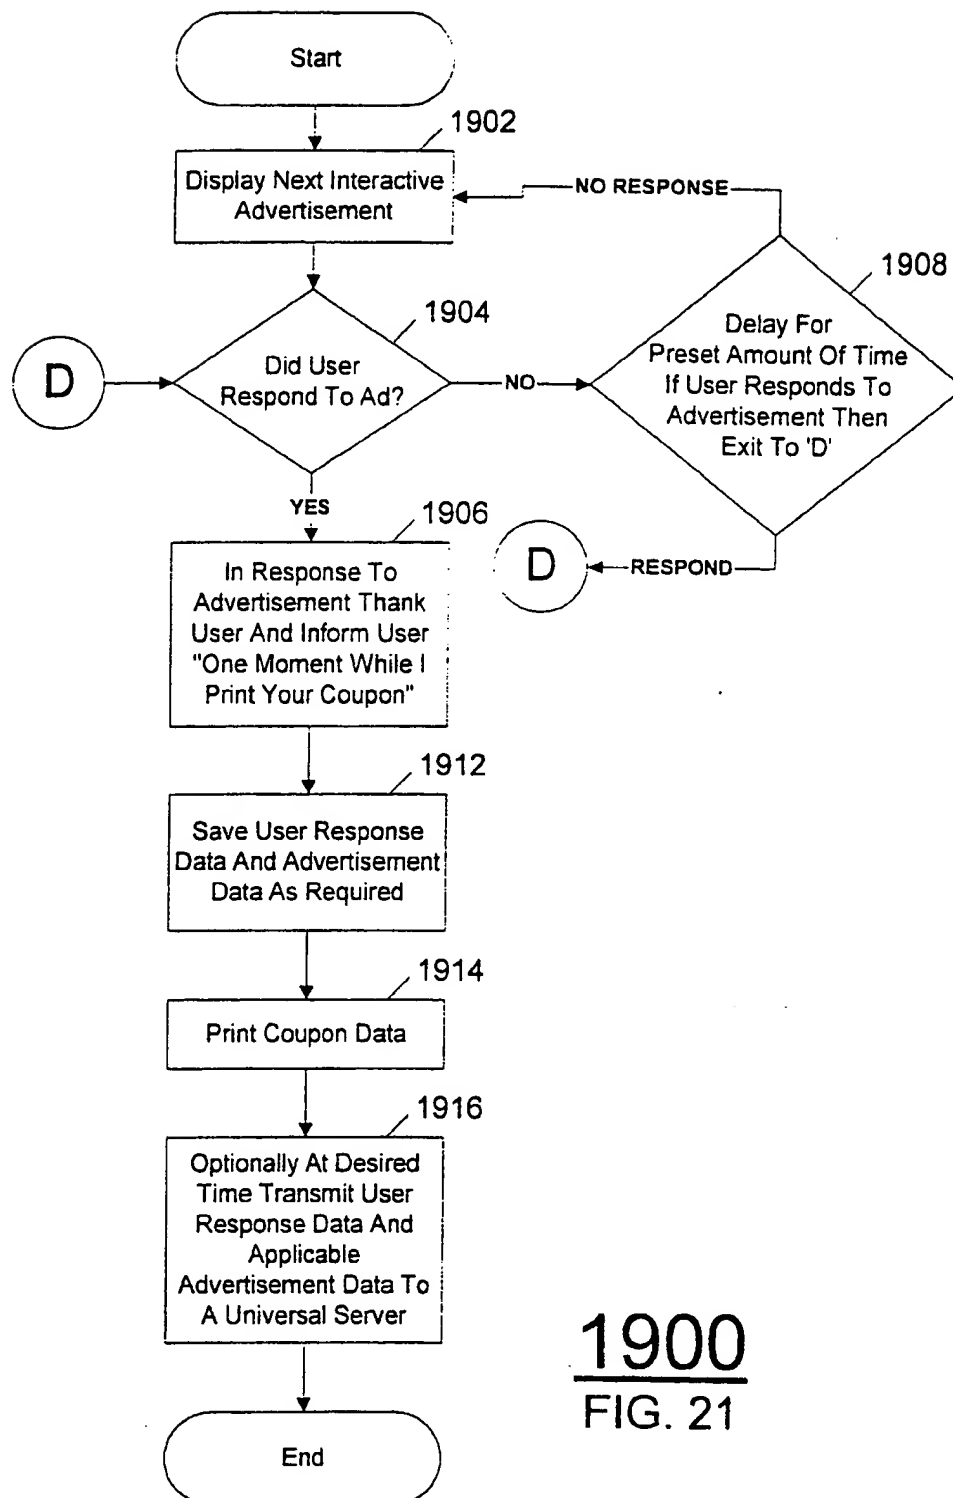 Start
1902
Display Next Interactive
Advertisement
NO RESPONSE
1908
1904
Delay For
Preset Amount Of Time
If User Responds To
Advertisement Then
Exit To 'D'
D
Did User
Respond To Ad?
NO
YES
1906
D
RESPOND
In Response To
Advertisement Thank
User And Inform User
"One Moment While I
Print Your Coupon"
1912
Save User Response
Data And Advertisement
Data As Required
1914
Print Coupon Data
1916
Optionally At Desired
Time Transmit User
Response Data And
Applicable
Advertisement Data To
A Universal Server
End
1900
FIG. 21